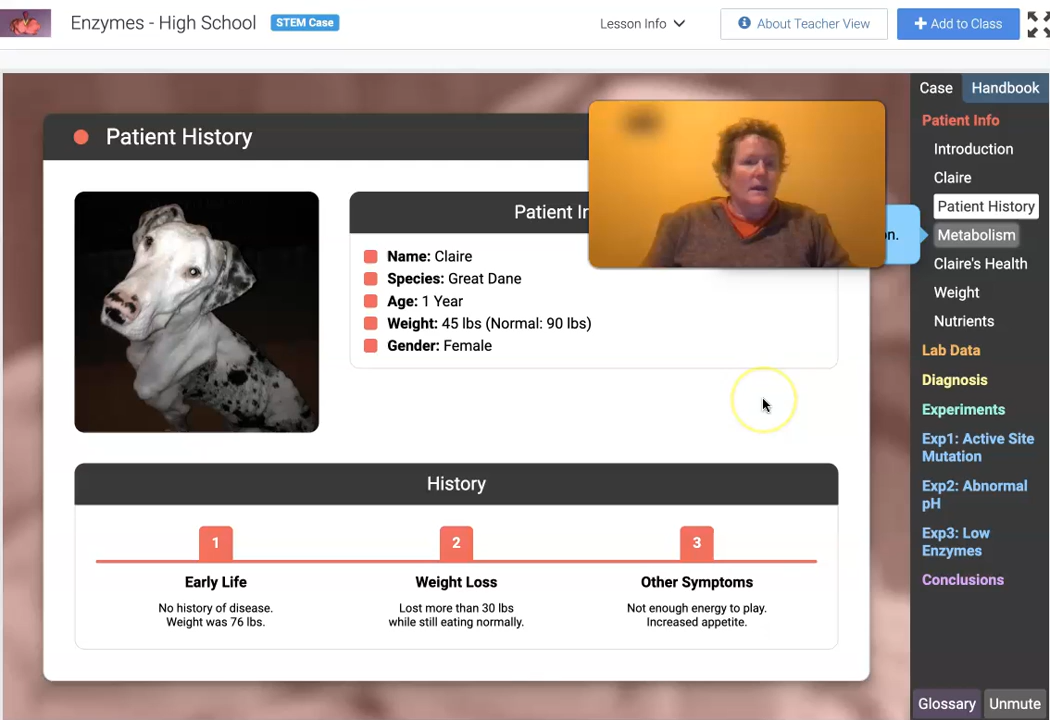 Enzymes - High School STEM Case Lesson Info About Teacher View + Add to Class
Case Handbook
Patient Info
Introduction
Claire
Patient History
Metabolism
Claire's Health
Weight
Nutrients
Lab Data
Diagnosis
Experiments
Exp1: Active Site
Mutation
Exp2: Abnormal
pH
Exp3: Low
Enzymes
Conclusions
Glossary Unmute
Patient History
Patient
Name: Claire
Species: Great Dane
Age: 1 Year
Weight: 45 lbs (Normal: 90 lbs)
Gender: Female
History
1
Early Life
No history of disease.
Weight was 76 lbs.
2
Weight Loss
Lost more than 30 lbs
while still eating normally.
3
Other Symptoms
Not enough energy to play.
Increased appetite.